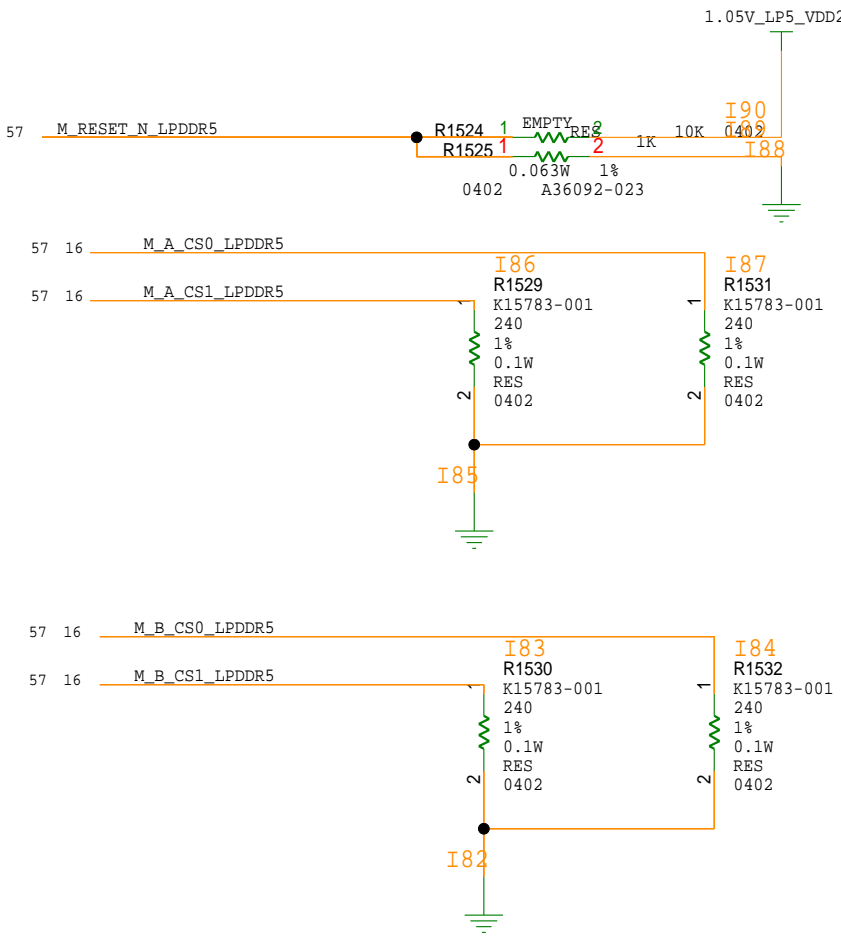 1.05V_LP5_VDD2
I90
57 M_RESET_N_LPDDR5 R1524 1 EMPTY 2 10K 0402
I89
R1525 1 RES 2 1K I88
0.063W 1%
0402 A36092-023
57 16 M_A_CS0_LPDDR5
57 16 M_A_CS1_LPDDR5
I86
R1529
1
K15783-001
240
1%
0.1W
RES
2
0402
I87
R1531
1
K15783-001
240
1%
0.1W
RES
2
0402
I85
57 16 M_B_CS0_LPDDR5
57 16 M_B_CS1_LPDDR5
I83
R1530
1
K15783-001
240
1%
0.1W
RES
2
0402
I84
R1532
1
K15783-001
240
1%
0.1W
RES
2
0402
I82